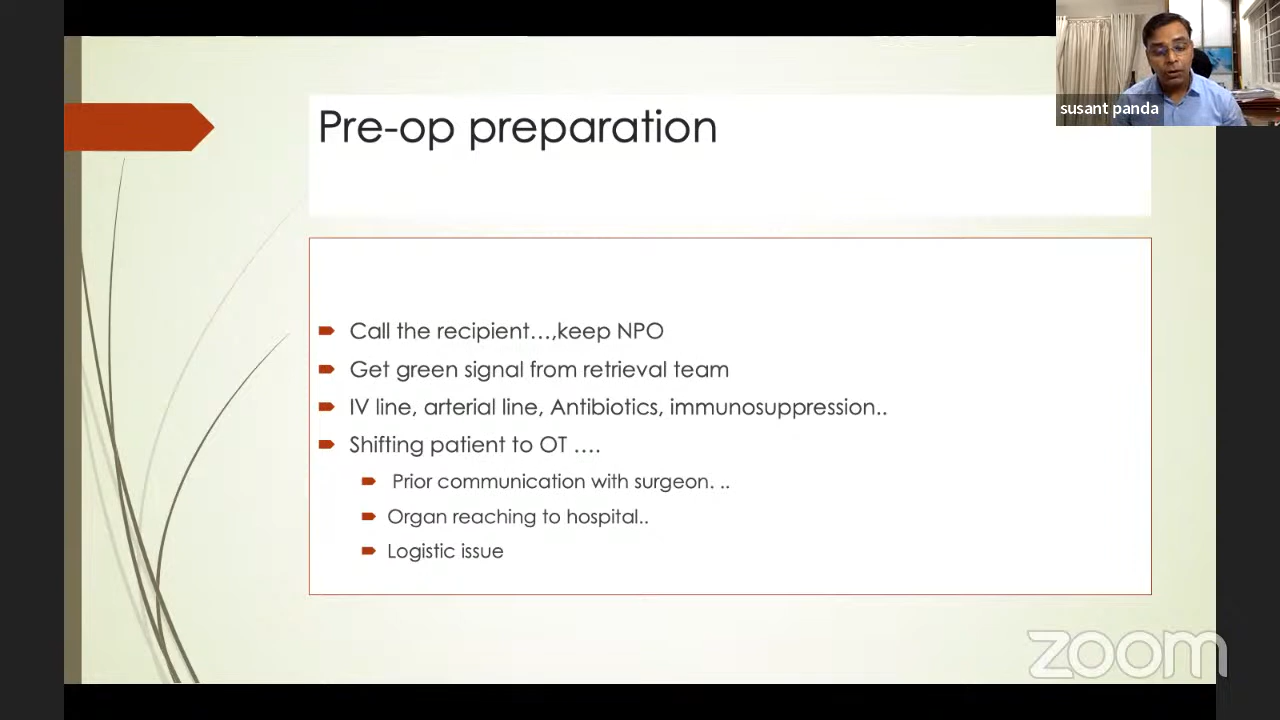 susant panda
Pre-op preparation
Call the recipient…,keep NPO
Get green signal from retrieval team
IV line, arterial line, Antibiotics, immunosuppression..
Shifting patient to OT ….
Prior communication with surgeon. ..
Organ reaching to hospital..
Logistic issue
zoom